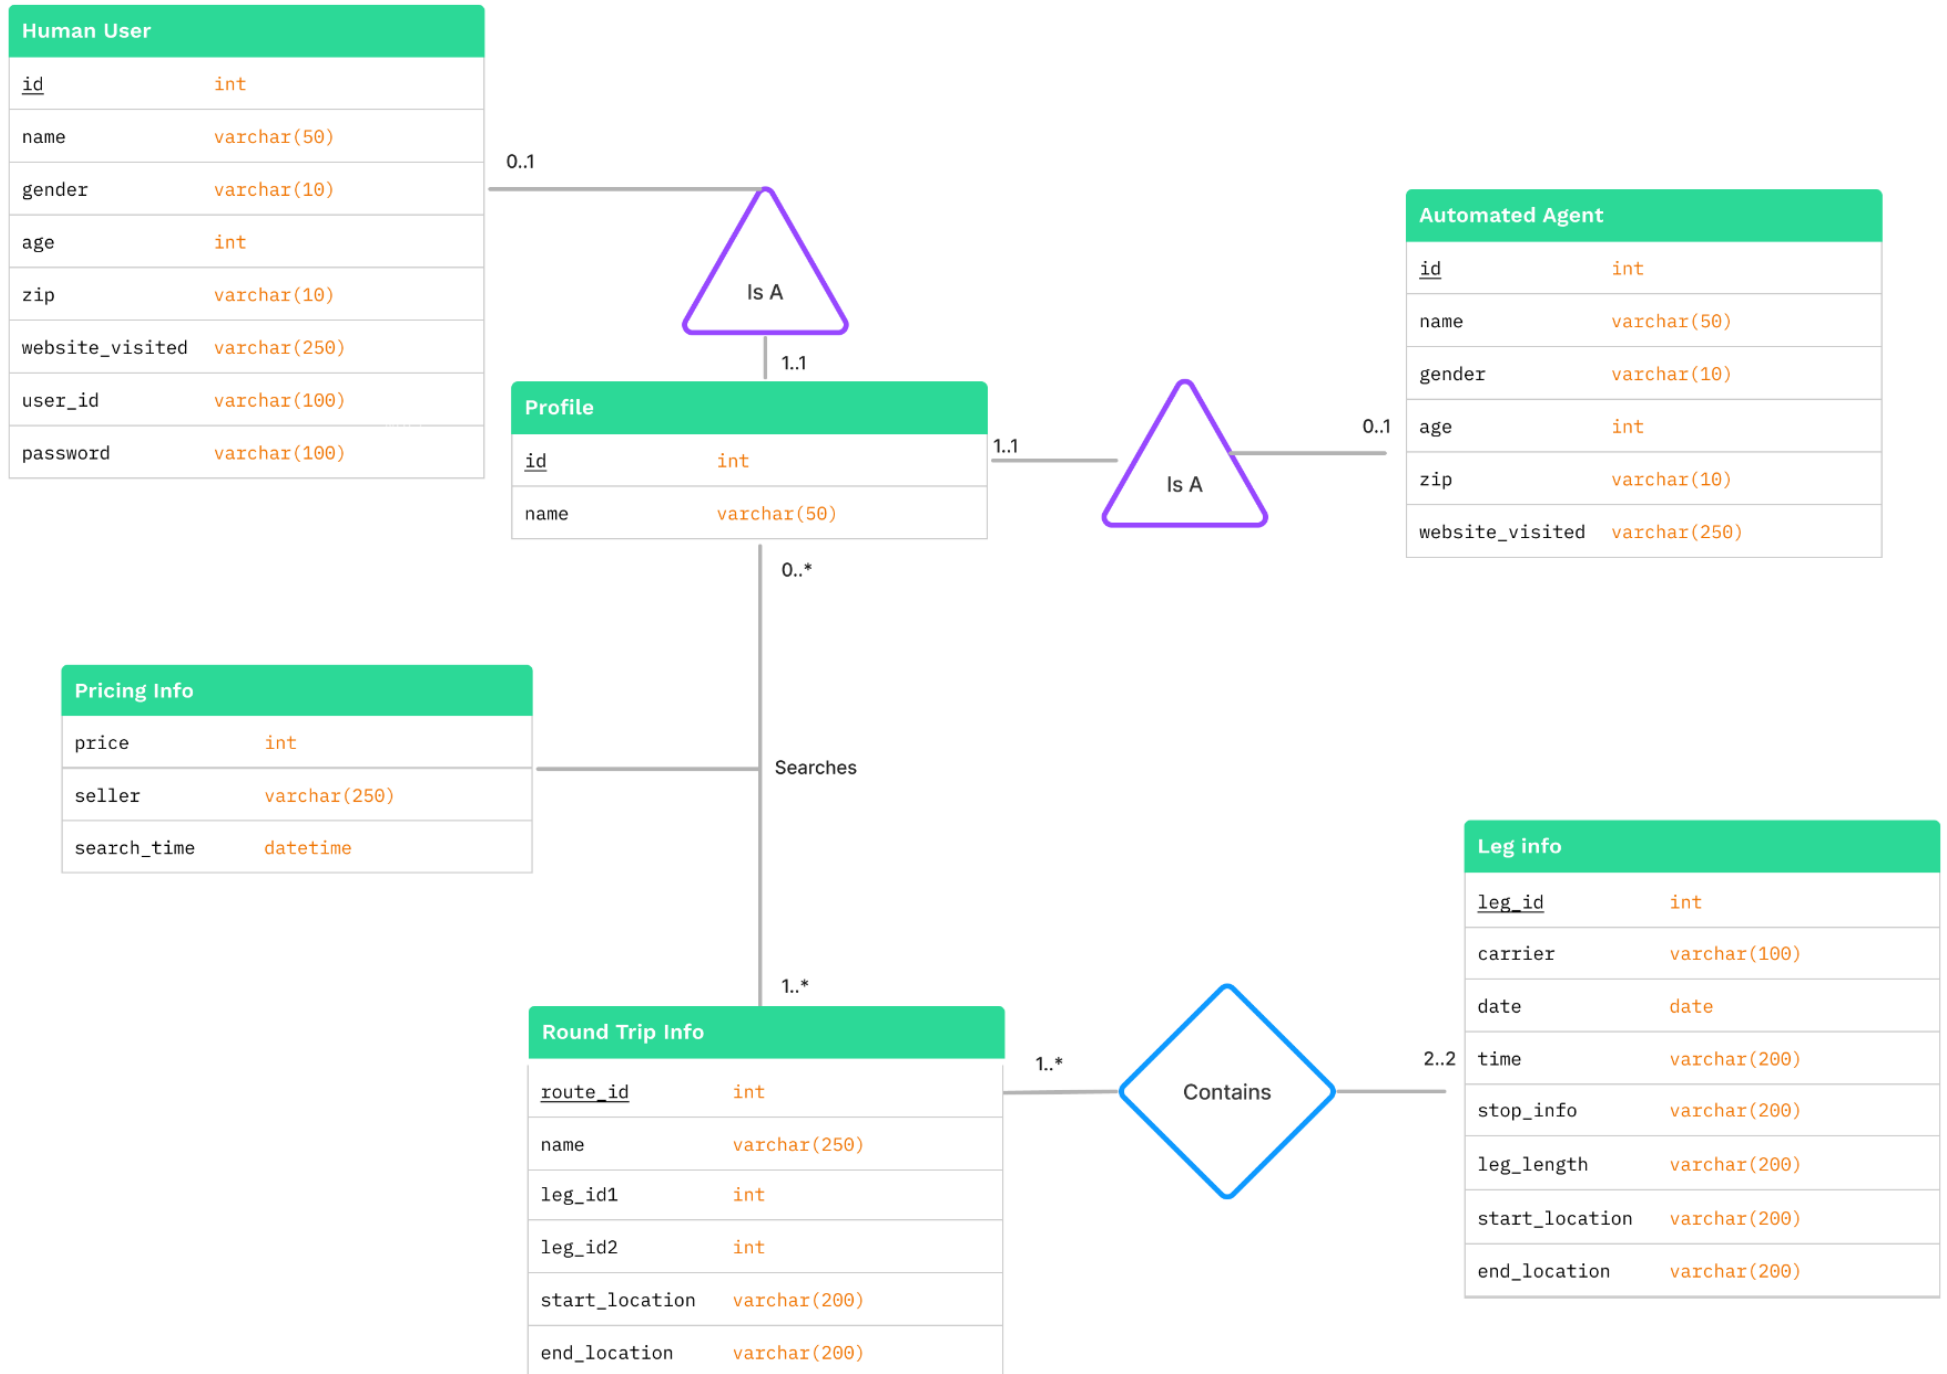 Human User
id int
name varchar(50)
gender varchar(10)
age int
zip varchar(10)
website_visited varchar(250)
user_id varchar(100)
password varchar(100)
0..1
Is A
1..1
Profile
id int
name varchar(50)
1..1
Is A
0..1
Automated Agent
id int
name varchar(50)
gender varchar(10)
age int
zip varchar(10)
website_visited varchar(250)
0..*
Pricing Info
price int
seller varchar(250)
search_time datetime
Searches
1..*
Round Trip Info
route_id int
name varchar(250)
leg_id1 int
leg_id2 int
start_location varchar(200)
end_location varchar(200)
1..*
Contains
2..2
Leg info
leg_id int
carrier varchar(100)
date date
time varchar(200)
stop_info varchar(200)
leg_length varchar(200)
start_location varchar(200)
end_location varchar(200)